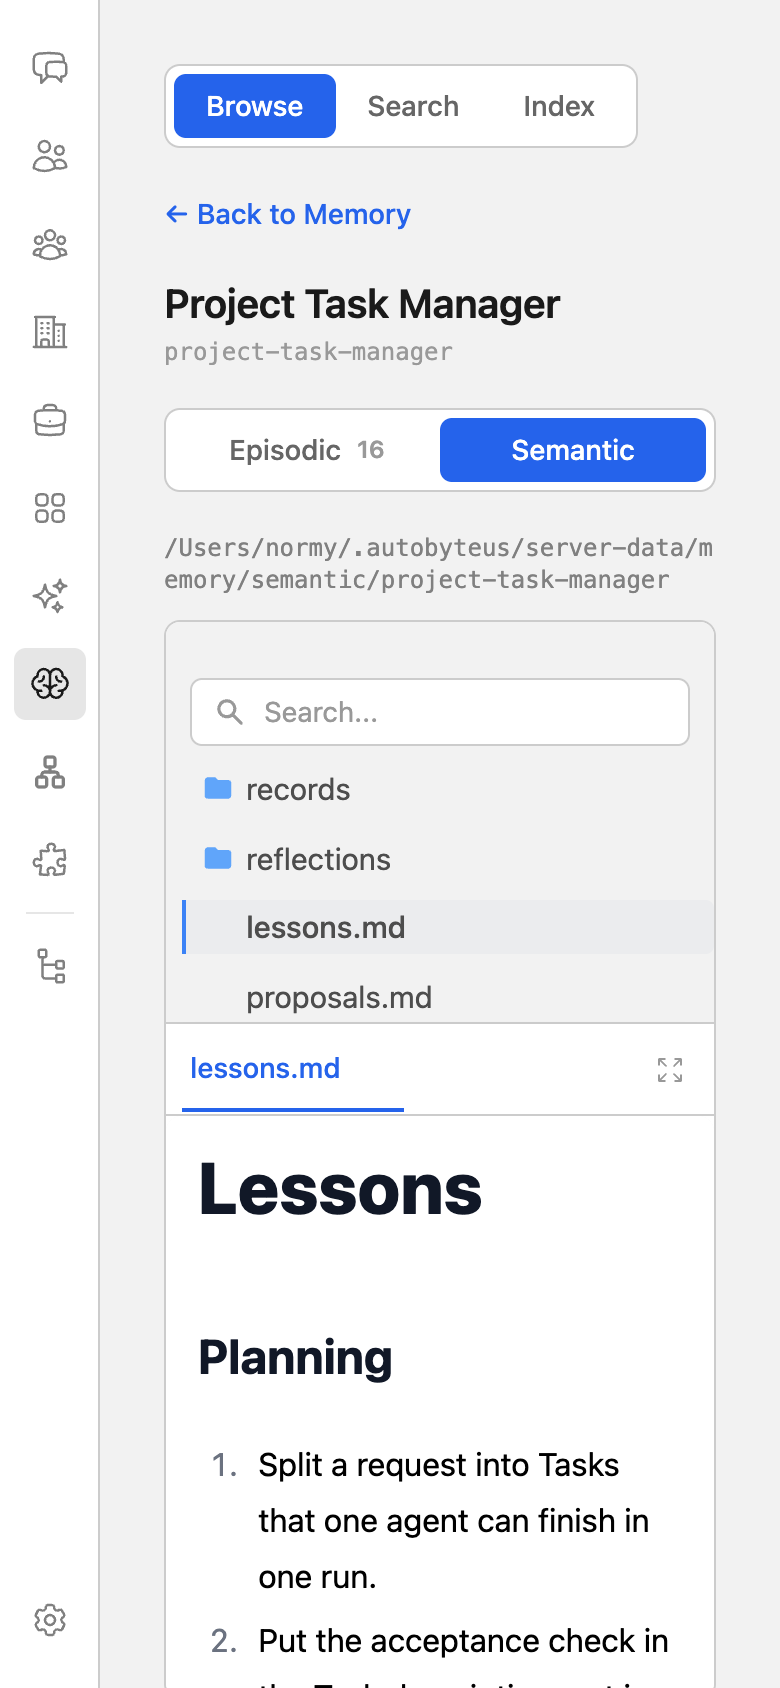 Browse Search Index
← Back to Memory
Project Task Manager
project-task-manager
Episodic 16 Semantic
/Users/normy/.autobyteus/server-data/m
emory/semantic/project-task-manager
Search...
records
reflections
lessons.md
proposals.md
lessons.md
Lessons
Planning
1. Split a request into Tasks
that one agent can finish in
one run.
2. Put the acceptance check in